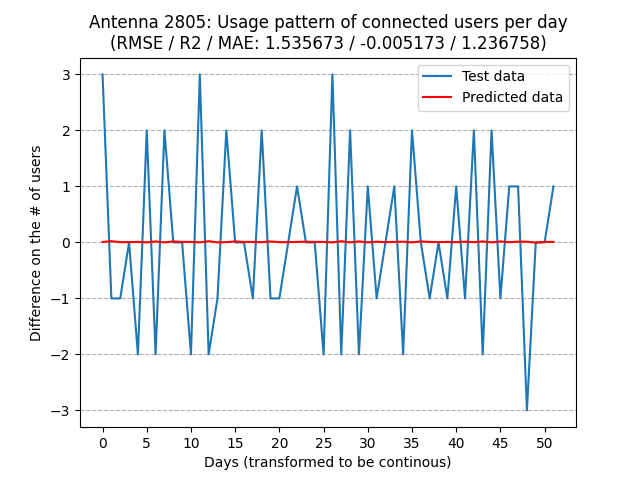 Antenna 2805: Usage pattern of connected users per day
(RMSE / R2 / MAE: 1.535673 / -0.005173 / 1.236758)
Test data
Predicted data
Difference on the # of users
3
2
1
0
−1
−2
−3
0 5 10 15 20 25 30 35 40 45 50
Days (transformed to be continous)